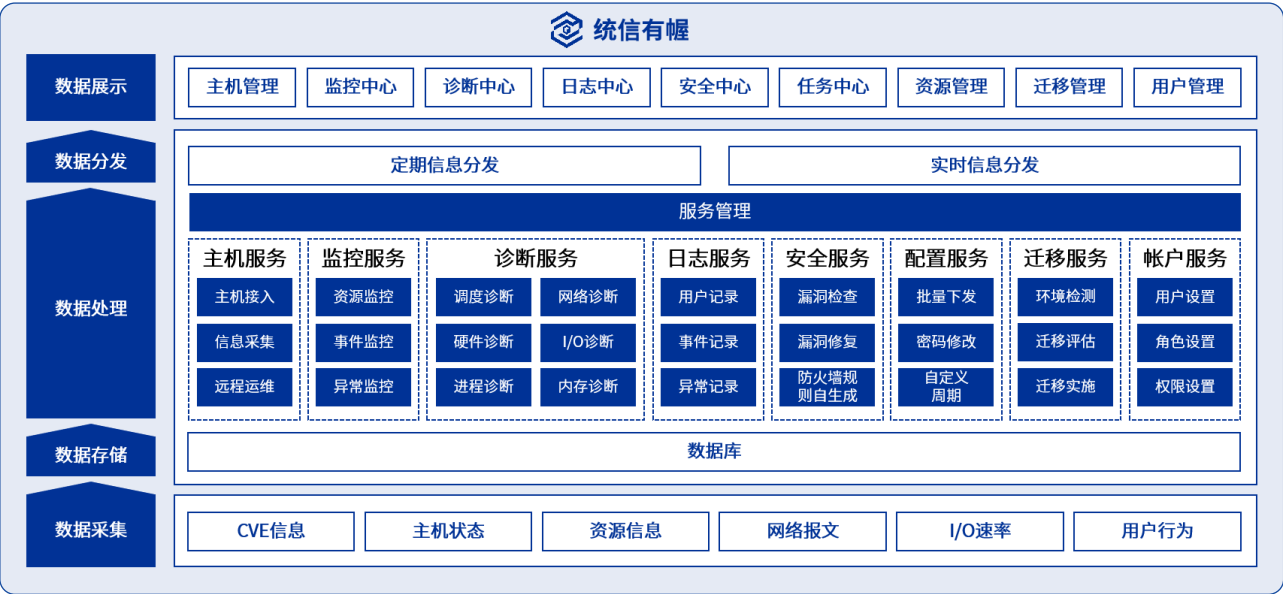 统信有幄
数据展示
主机管理
监控中心
诊断中心
日志中心
安全中心
任务中心
资源管理
迁移管理
用户管理
数据分发
定期信息分发
实时信息分发
数据处理
服务管理
主机服务
主机接入
信息采集
远程运维
监控服务
资源监控
事件监控
异常监控
诊断服务
调度诊断
网络诊断
硬件诊断
I/O诊断
进程诊断
内存诊断
日志服务
用户记录
事件记录
异常记录
安全服务
漏洞检查
漏洞修复
防火墙规
则自生成
配置服务
批量下发
密码修改
自定义
周期
迁移服务
环境检测
迁移评估
迁移实施
帐户服务
用户设置
角色设置
权限设置
数据存储
数据库
数据采集
CVE信息
主机状态
资源信息
网络报文
I/O速率
用户行为